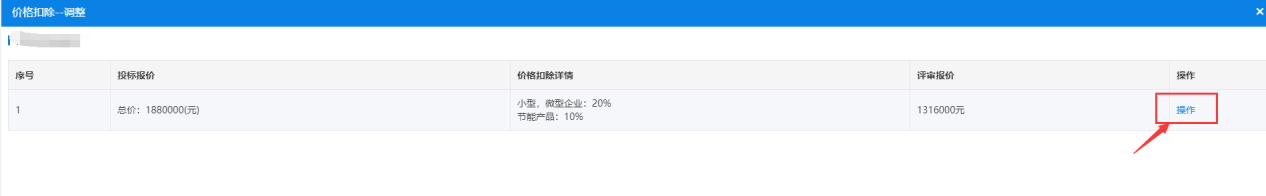 价格扣除--调整
序号 投标报价 价格扣除详情 评审报价 操作
1 总价：1880000(元) 小型，微型企业：20% 1316000元 操作
节能产品：10%